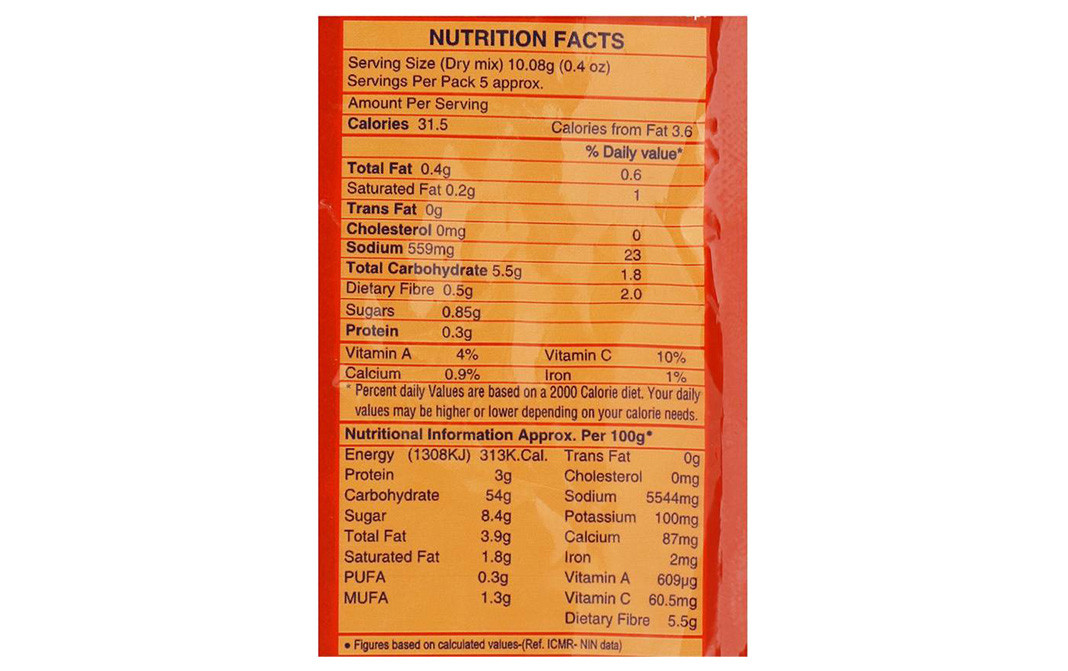 NUTRITION FACTS
Serving Size (Dry mix) 10.08g (0.4 oz)
Servings Per Pack 5 approx.
Amount Per Serving
Calories 31.5 Calories from Fat 3.6
% Daily value*
Total Fat 0.4g 0.6
Saturated Fat 0.2g 1
Trans Fat 0g
Cholesterol 0mg 0
Sodium 559mg 23
Total Carbohydrate 5.5g 1.8
Dietary Fibre 0.5g 2.0
Sugars 0.85g
Protein 0.3g
Vitamin A 4% Vitamin C 10%
Calcium 0.9% Iron 1%
* Percent daily Values are based on a 2000 Calorie diet. Your daily
values may be higher or lower depending on your calorie needs.
Nutritional Information Approx. Per 100g•
Energy (1308KJ) 313K.Cal. Trans Fat 0g
Protein 3g Cholesterol 0mg
Carbohydrate 54g Sodium 5544mg
Sugar 8.4g Potassium 100mg
Total Fat 3.9g Calcium 87mg
Saturated Fat 1.8g Iron 2mg
PUFA 0.3g Vitamin A 609µg
MUFA 1.3g Vitamin C 60.5mg
Dietary Fibre 5.5g
• Figures based on calculated values-(Ref. ICMR- NIN data)